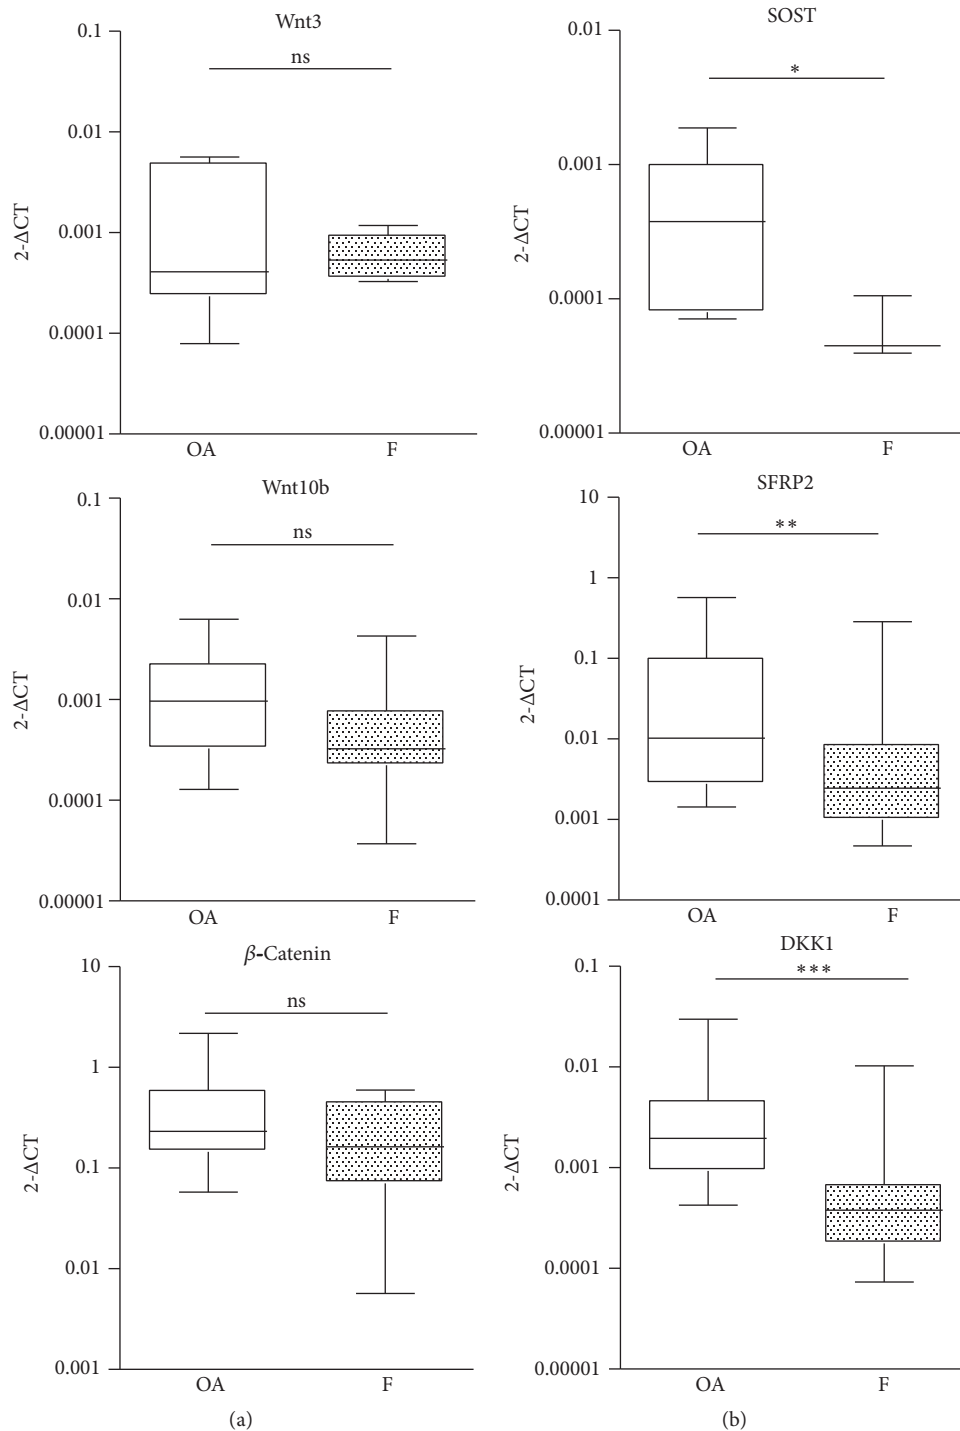 Wnt3
ns
0.1
0.01
0.001
0.0001
0.00001
2-ΔCT
OA
F
Wnt10b
ns
0.1
0.01
0.001
0.0001
0.00001
2-ΔCT
OA
F
β-Catenin
ns
10
1
0.1
0.01
0.001
2-ΔCT
OA
F
(a)
SOST
*
0.01
0.001
0.0001
0.00001
2-ΔCT
OA
F
SFRP2
**
10
1
0.1
0.01
0.001
0.0001
2-ΔCT
OA
F
DKK1
***
0.1
0.01
0.001
0.0001
0.00001
2-ΔCT
OA
F
(b)